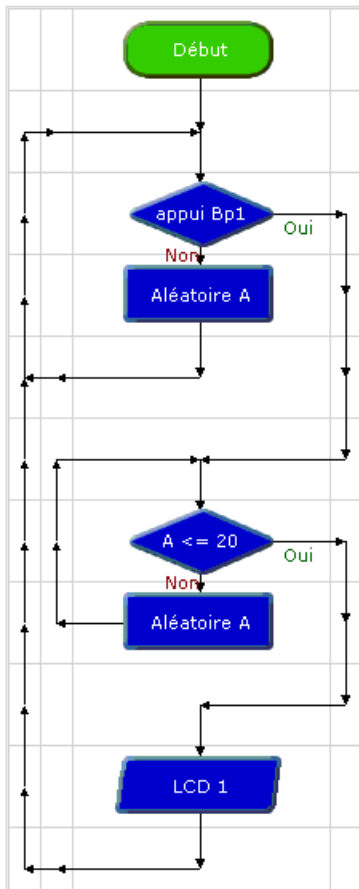 Début
appui Bp1
Oui
Non
Aléatoire A
A <= 20
Oui
Non
Aléatoire A
LCD 1